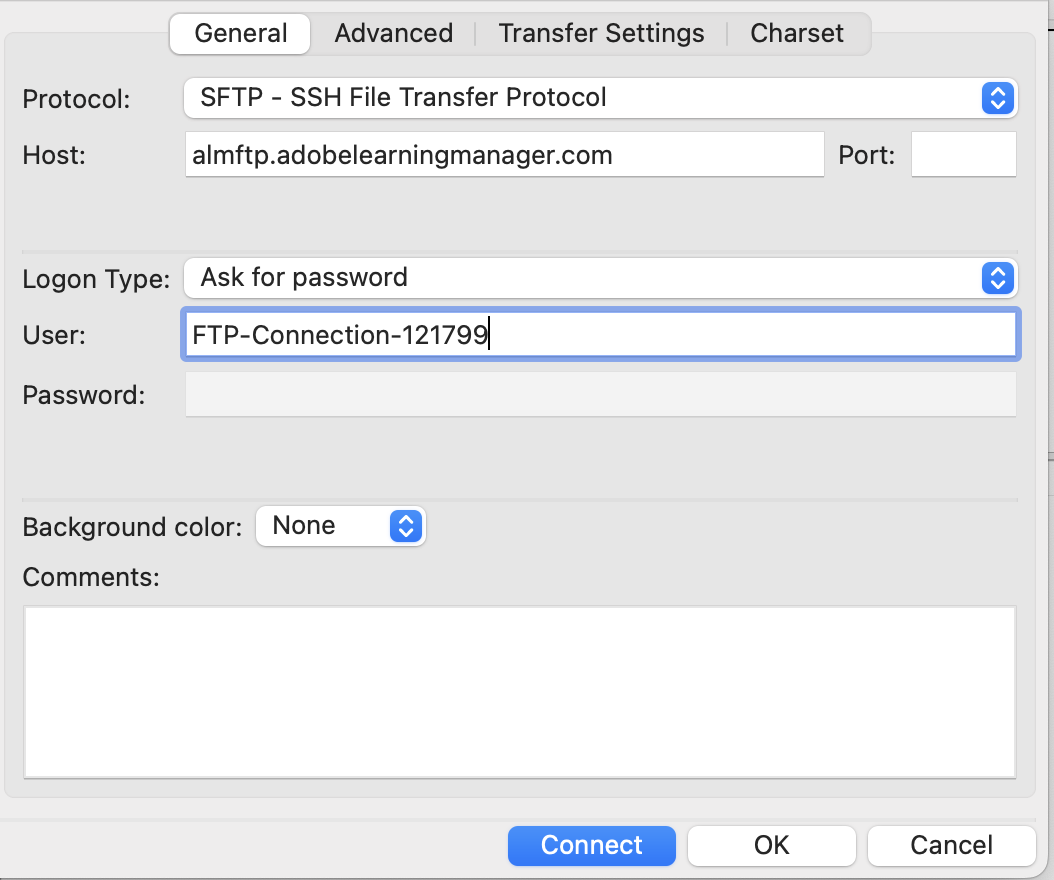 General Advanced Transfer Settings Charset
Protocol: SFTP - SSH File Transfer Protocol
Host: almftp.adobelearningmanager.com Port:
Logon Type: Ask for password
User: FTP-Connection-121799
Password:
Background color: None
Comments:
Connect OK Cancel